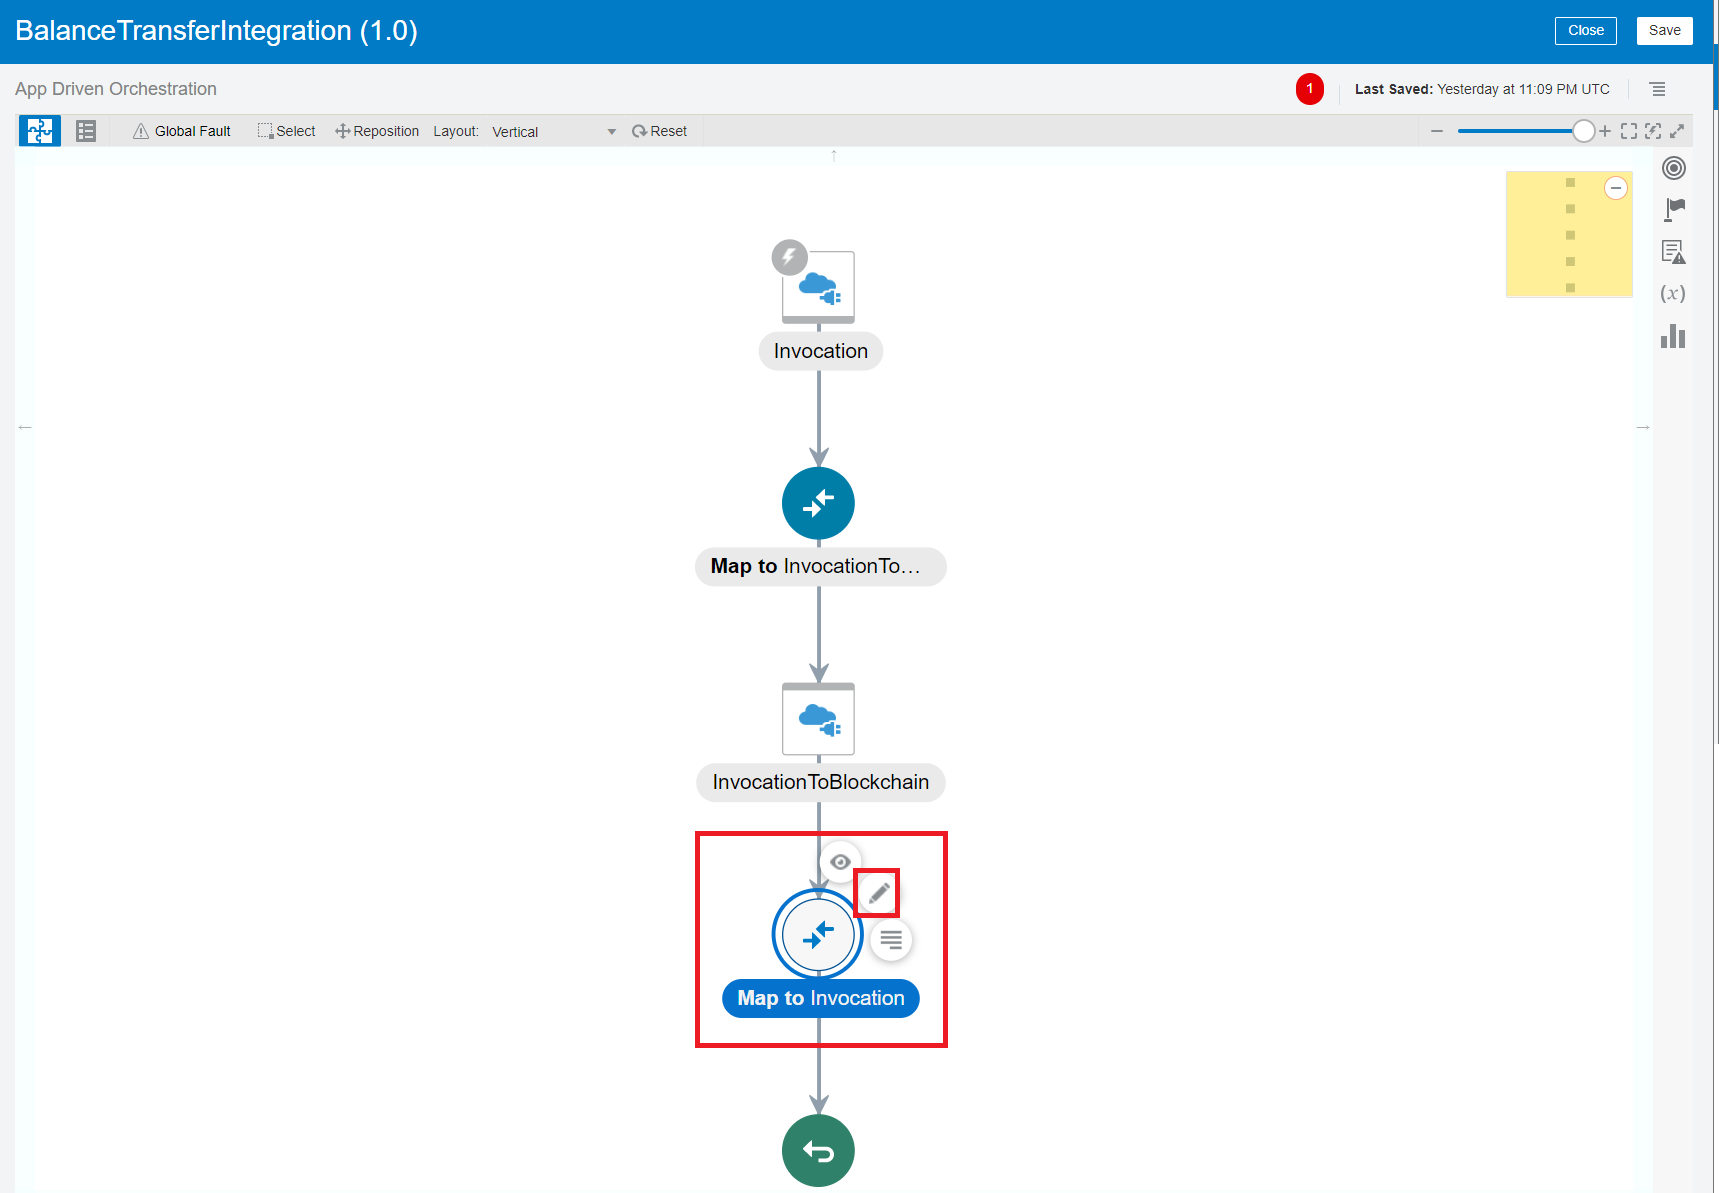 BalanceTransferIntegration (1.0)
Close
Save
App Driven Orchestration
1
Last Saved: Yesterday at 11:09 PM UTC
Global Fault
Select
Reposition
Layout:
Vertical
Reset
(x)
Invocation
Map to InvocationTo...
InvocationToBlockchain
Map to Invocation